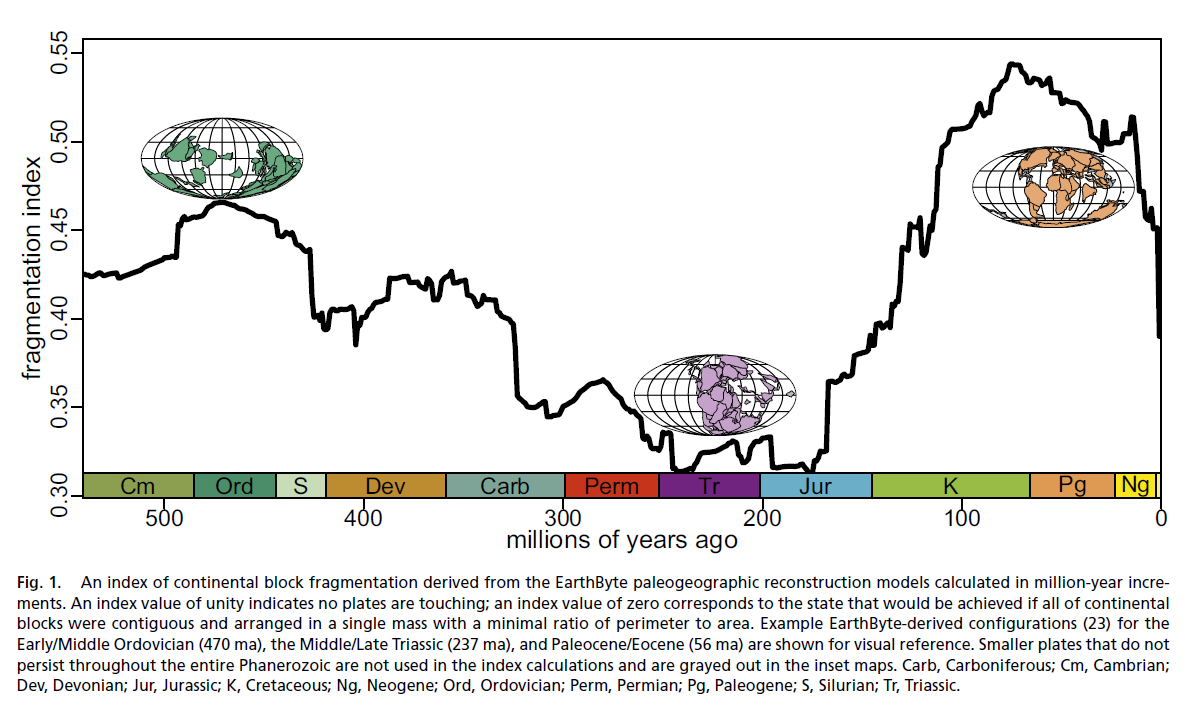 0.55
0.50
0.45
0.40
0.35
0.30
fragmentation index
Cm Ord S Dev Carb Perm Tr Jur K Pg Ng
500 400 300 200 100 0
millions of years ago
Fig. 1. An index of continental block fragmentation derived from the EarthByte paleogeographic reconstruction models calculated in million-year incre-
ments. An index value of unity indicates no plates are touching; an index value of zero corresponds to the state that would be achieved if all of continental
blocks were contiguous and arranged in a single mass with a minimal ratio of perimeter to area. Example EarthByte-derived configurations (23) for the
Early/Middle Ordovician (470 ma), the Middle/Late Triassic (237 ma), and Paleocene/Eocene (56 ma) are shown for visual reference. Smaller plates that do not
persist throughout the entire Phanerozoic are not used in the index calculations and are grayed out in the inset maps. Carb, Carboniferous; Cm, Cambrian;
Dev, Devonian; Jur, Jurassic; K, Cretaceous; Ng, Neogene; Ord, Ordovician; Perm, Permian; Pg, Paleogene; S, Silurian; Tr, Triassic.